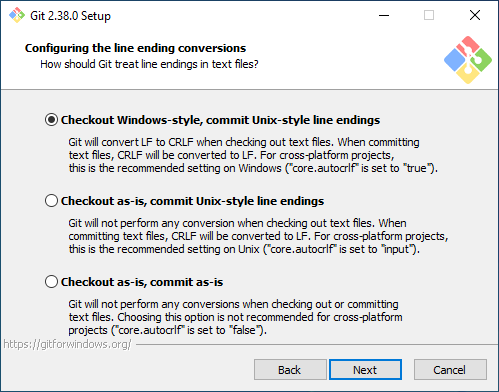 Git 2.38.0 Setup
Configuring the line ending conversions
How should Git treat line endings in text files?
Checkout Windows-style, commit Unix-style line endings
Git will convert LF to CRLF when checking out text files. When committing
text files, CRLF will be converted to LF. For cross-platform projects,
this is the recommended setting on Windows ("core.autocrlf" is set to "true").
Checkout as-is, commit Unix-style line endings
Git will not perform any conversion when checking out text files. When
committing text files, CRLF will be converted to LF. For cross-platform projects,
this is the recommended setting on Unix ("core.autocrlf" is set to "input").
Checkout as-is, commit as-is
Git will not perform any conversions when checking out or committing
text files. Choosing this option is not recommended for cross-platform
projects ("core.autocrlf" is set to "false").
https://gitforwindows.org/
Back
Next
Cancel